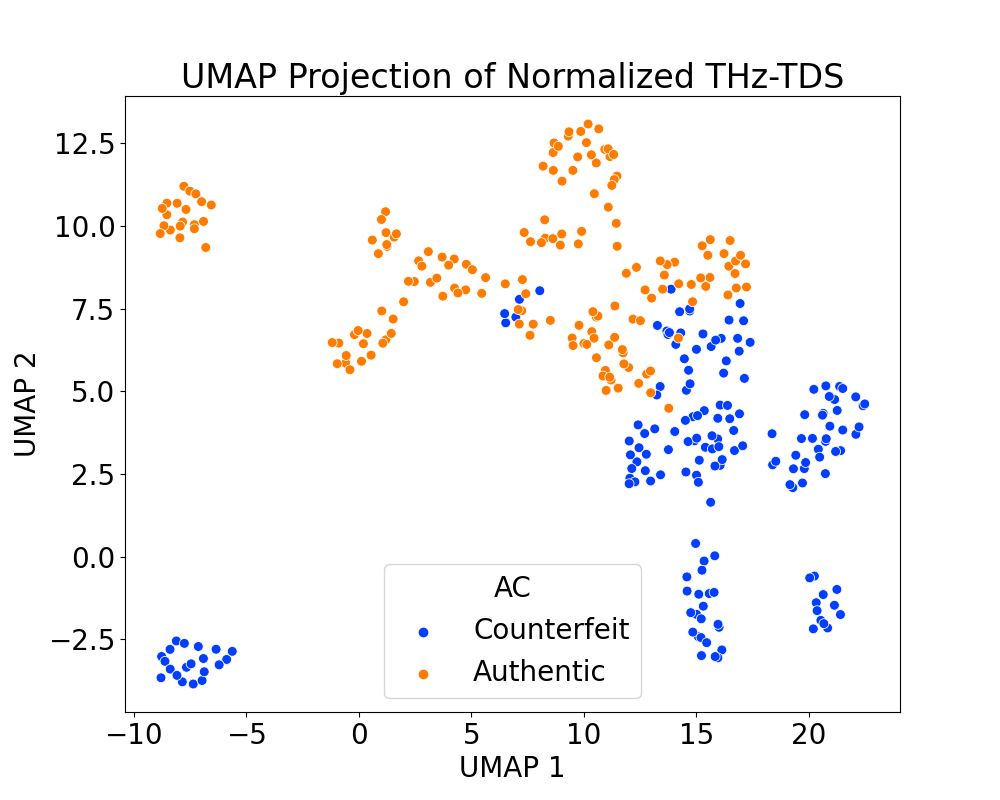 UMAP Projection of Normalized THz-TDS
12.5
10.0
7.5
5.0
2.5
0.0
−2.5
UMAP 2
AC
Counterfeit
Authentic
−10 −5 0 5 10 15 20
UMAP 1